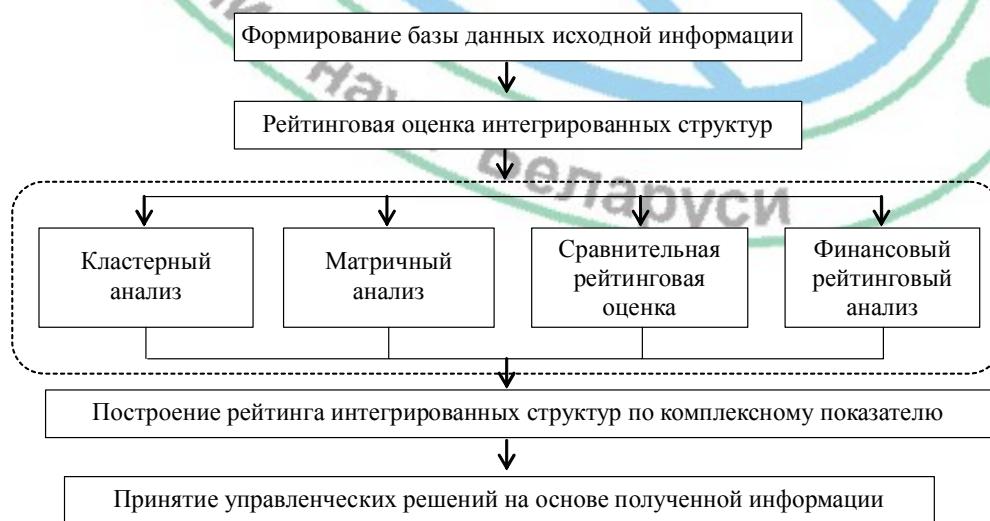 Формирование базы данных исходной информации
Рейтинговая оценка интегрированных структур
Беларуси
Кластерный
анализ
Матричный
анализ
Сравнительная
рейтинговая
оценка
Финансовый
рейтинговый
анализ
Построение рейтинга интегрированных структур по комплексному показателю
Принятие управленческих решений на основе полученной информации